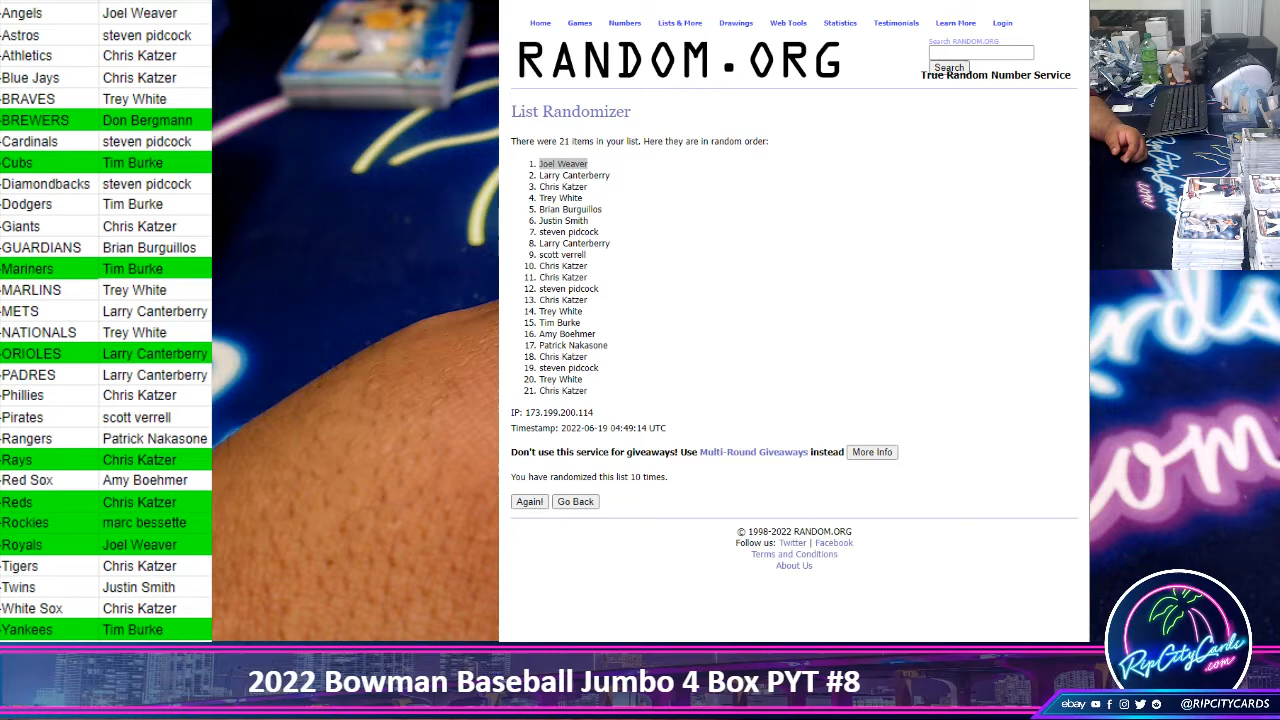 -Angels Joel Weaver
-Astros steven pidcock
-Athletics Chris Katzer
-Blue Jays Chris Katzer
-BRAVES Trey White
-BREWERS Don Bergmann
-Cardinals steven pidcock
-Cubs Tim Burke
-Diamondbacks steven pidcock
-Dodgers Tim Burke
-Giants Chris Katzer
-GUARDIANS Brian Burguillos
-Mariners Tim Burke
-MARLINS Trey White
-METS Larry Canterberry
-NATIONALS Trey White
-ORIOLES Larry Canterberry
-PADRES Larry Canterberry
-Phillies Chris Katzer
-Pirates scott verrell
-Rangers Patrick Nakasone
-Rays Chris Katzer
-Red Sox Amy Boehmer
-Reds Chris Katzer
-Rockies marc bessette
-Royals Joel Weaver
-Tigers Chris Katzer
-Twins Justin Smith
-White Sox Chris Katzer
-Yankees Tim Burke
Home Games Numbers Lists & More Drawings Web Tools Statistics Testimonials Learn More Login
RANDOM.ORG
Search RANDOM.ORG
Search
True Random Number Service
List Randomizer
There were 21 items in your list. Here they are in random order:
1. Joel Weaver
2. Larry Canterberry
3. Chris Katzer
4. Trey White
5. Brian Burguillos
6. Justin Smith
7. steven pidcock
8. Larry Canterberry
9. scott verrell
10. Chris Katzer
11. Chris Katzer
12. steven pidcock
13. Chris Katzer
14. Trey White
15. Tim Burke
16. Amy Boehmer
17. Patrick Nakasone
18. Chris Katzer
19. steven pidcock
20. Trey White
21. Chris Katzer
IP: 173.199.200.114
Timestamp: 2022-06-19 04:49:14 UTC
Don't use this service for giveaways! Use Multi-Round Giveaways instead More Info
You have randomized this list 10 times.
Again! Go Back
© 1998-2022 RANDOM.ORG
Follow us: Twitter | Facebook
Terms and Conditions
About Us
2022 Bowman Baseball Jumbo 4 Box PYT #8
RipCityCards
.com
ebay @RIPCITYCARDS